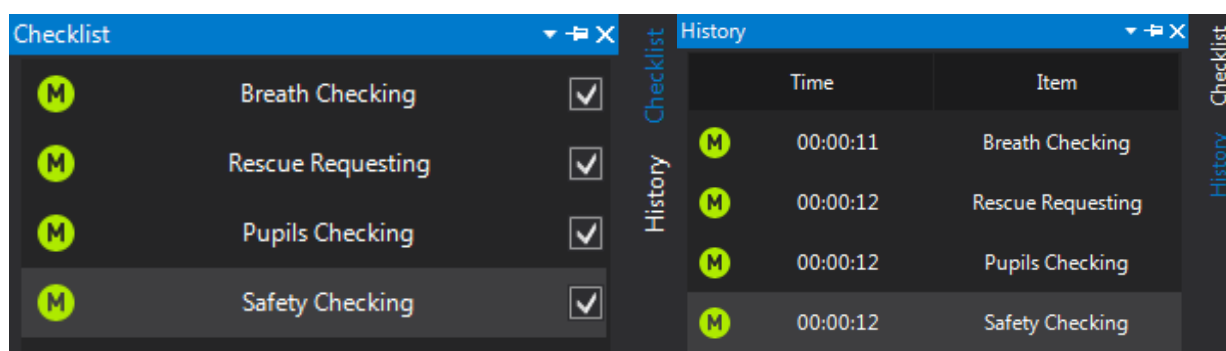 Checklist
M Breath Checking
M Rescue Requesting
M Pupils Checking
M Safety Checking
Checklist
History
History
Time Item
M 00:00:11 Breath Checking
M 00:00:12 Rescue Requesting
M 00:00:12 Pupils Checking
M 00:00:12 Safety Checking
Checklist
History